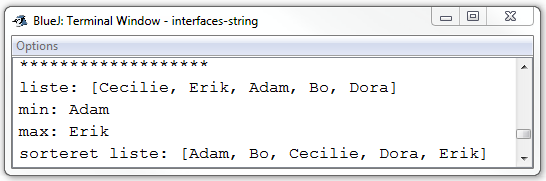 BlueJ: Terminal Window - interfaces-string
Options
*******************
liste: [Cecilie, Erik, Adam, Bo, Dora]
min: Adam
max: Erik
sorteret liste: [Adam, Bo, Cecilie, Dora, Erik]